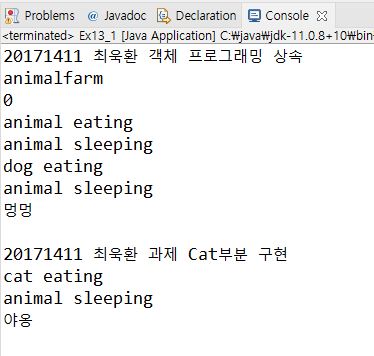 Problems @ Javadoc Declaration Console
<terminated> Ex13_1 [Java Application] C:₩java₩jdk-11.0.8+10₩bin₩
20171411 최욱환 객체 프로그래밍 상속
animalfarm
0
animal eating
animal sleeping
dog eating
animal sleeping
멍멍
20171411 최욱환 과제 Cat부분 구현
cat eating
animal sleeping
야옹